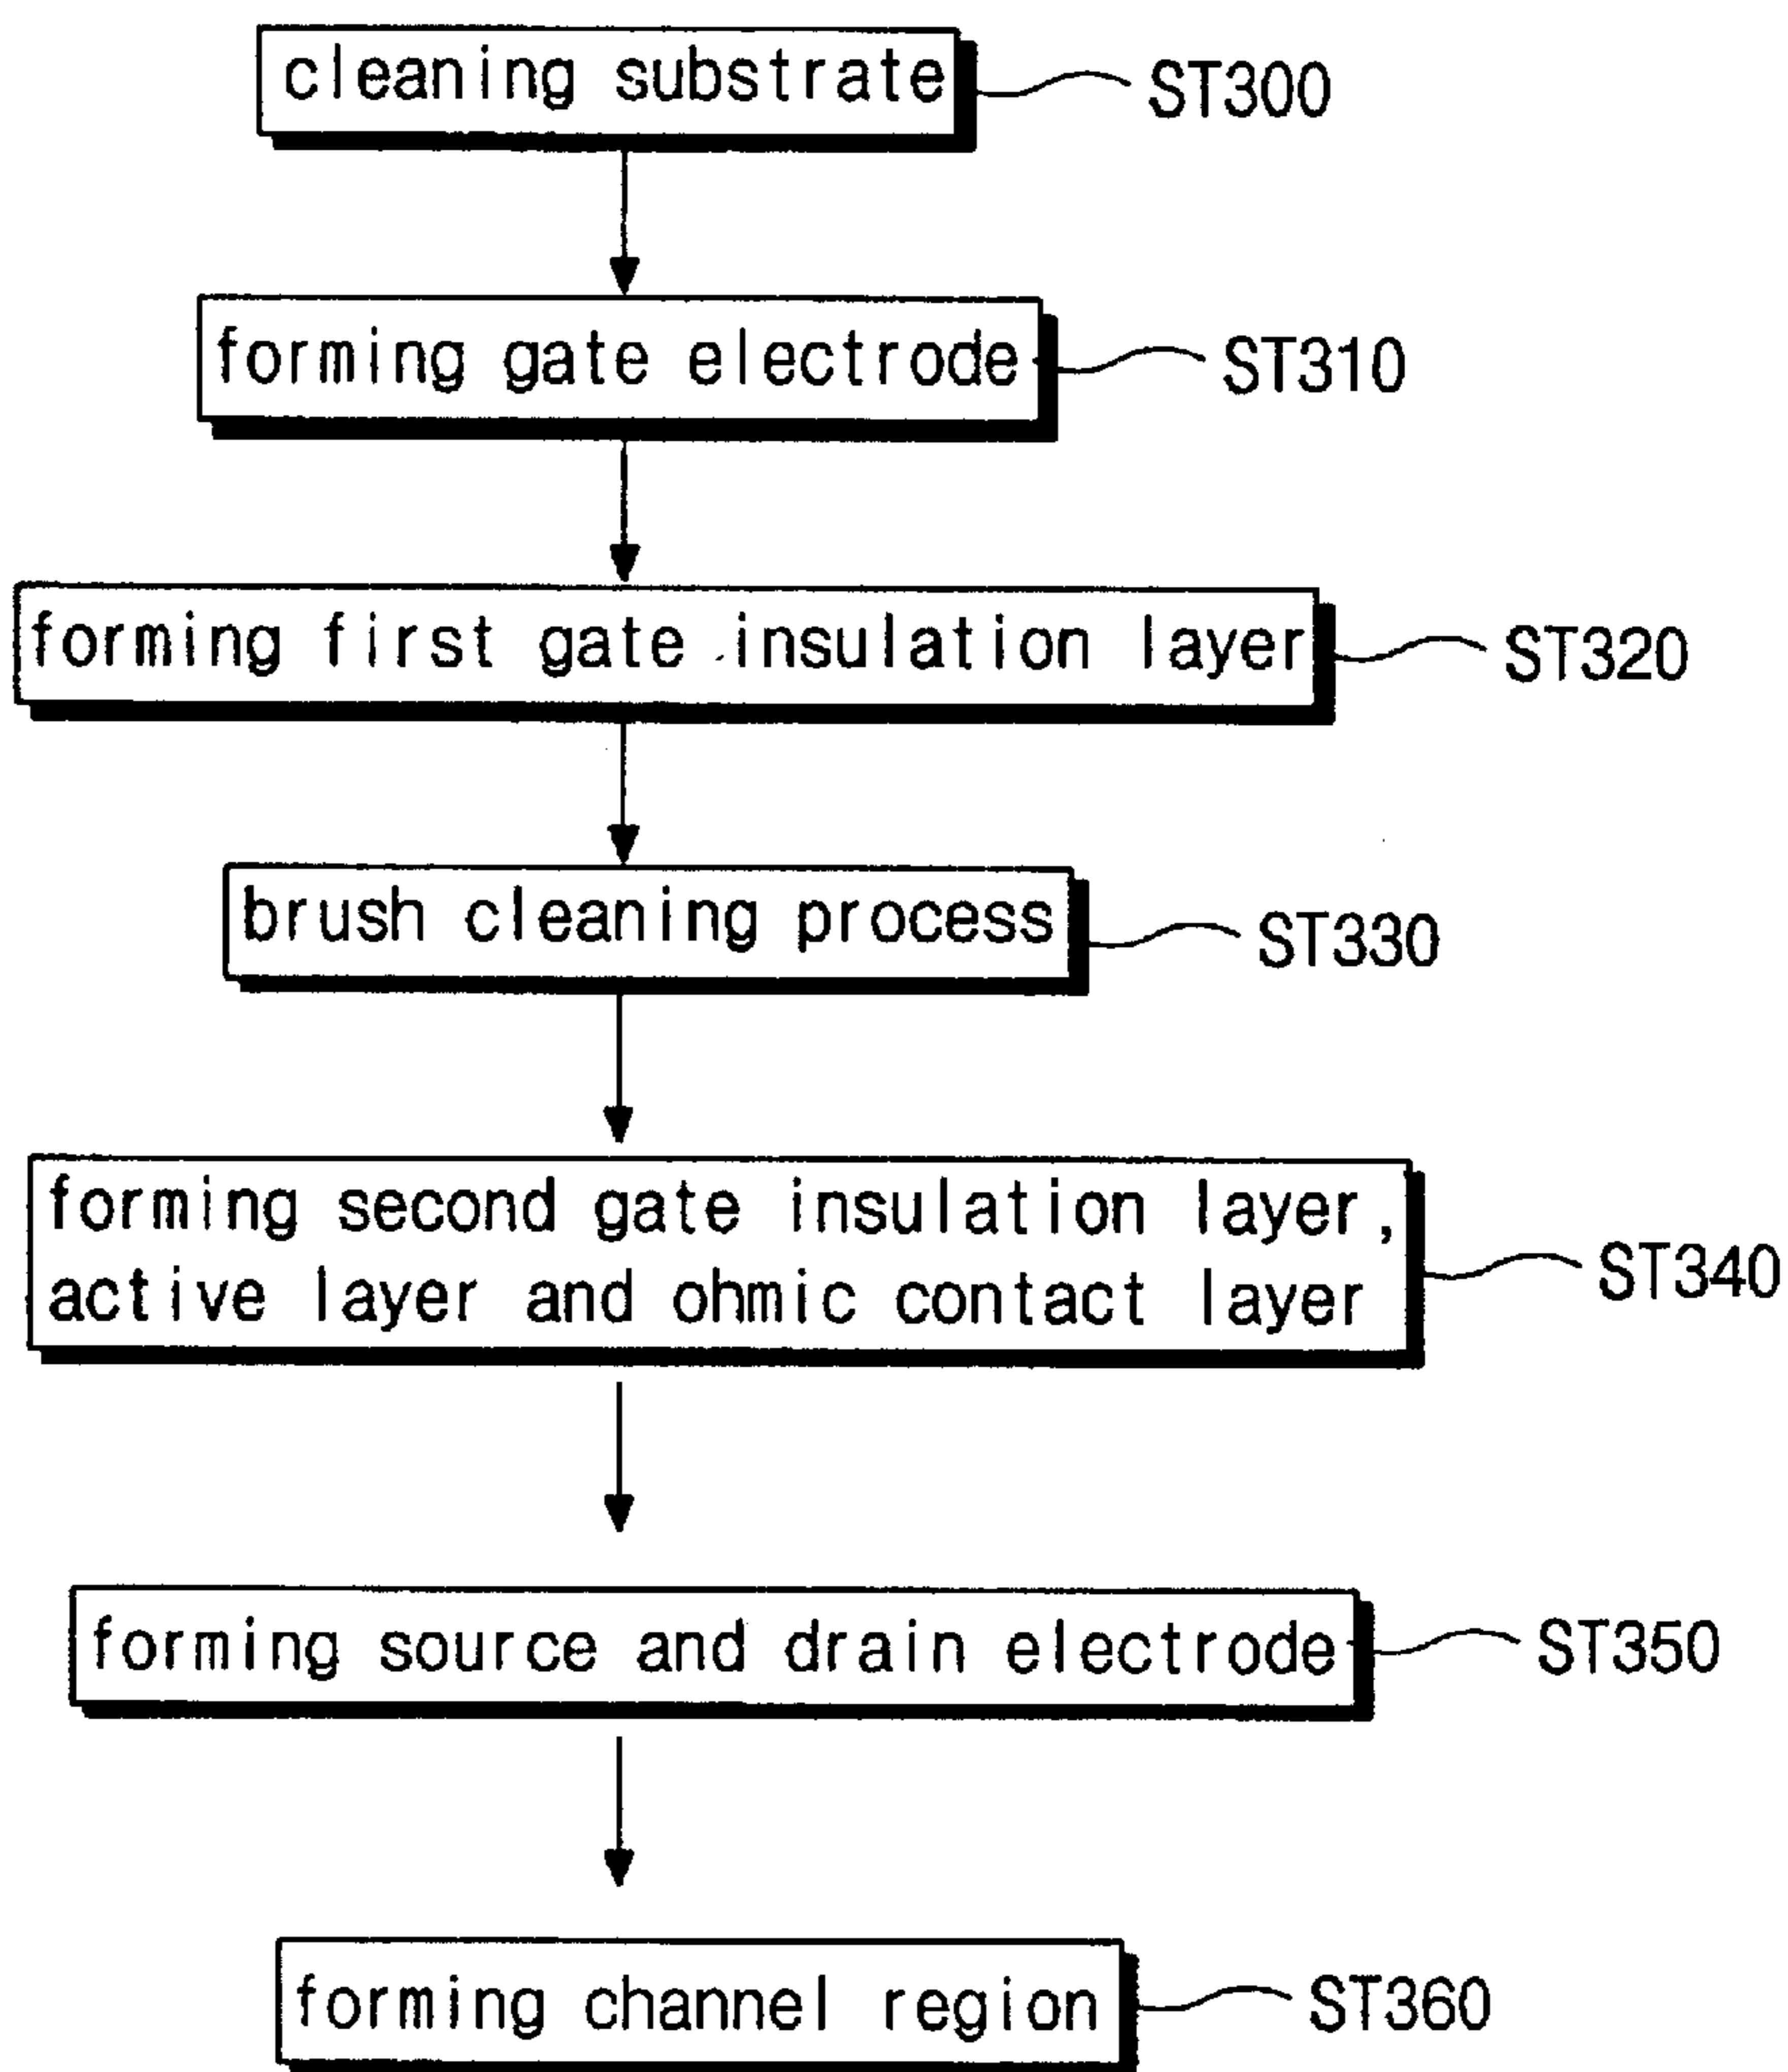 cleaning substrate
ST300
forming gate electrode
ST310
forming first gate insulation layer
ST320
brush cleaning process
ST330
forming second gate insulation layer,
active layer and ohmic contact layer
ST340
forming source and drain electrode
ST350
forming channel region
ST360